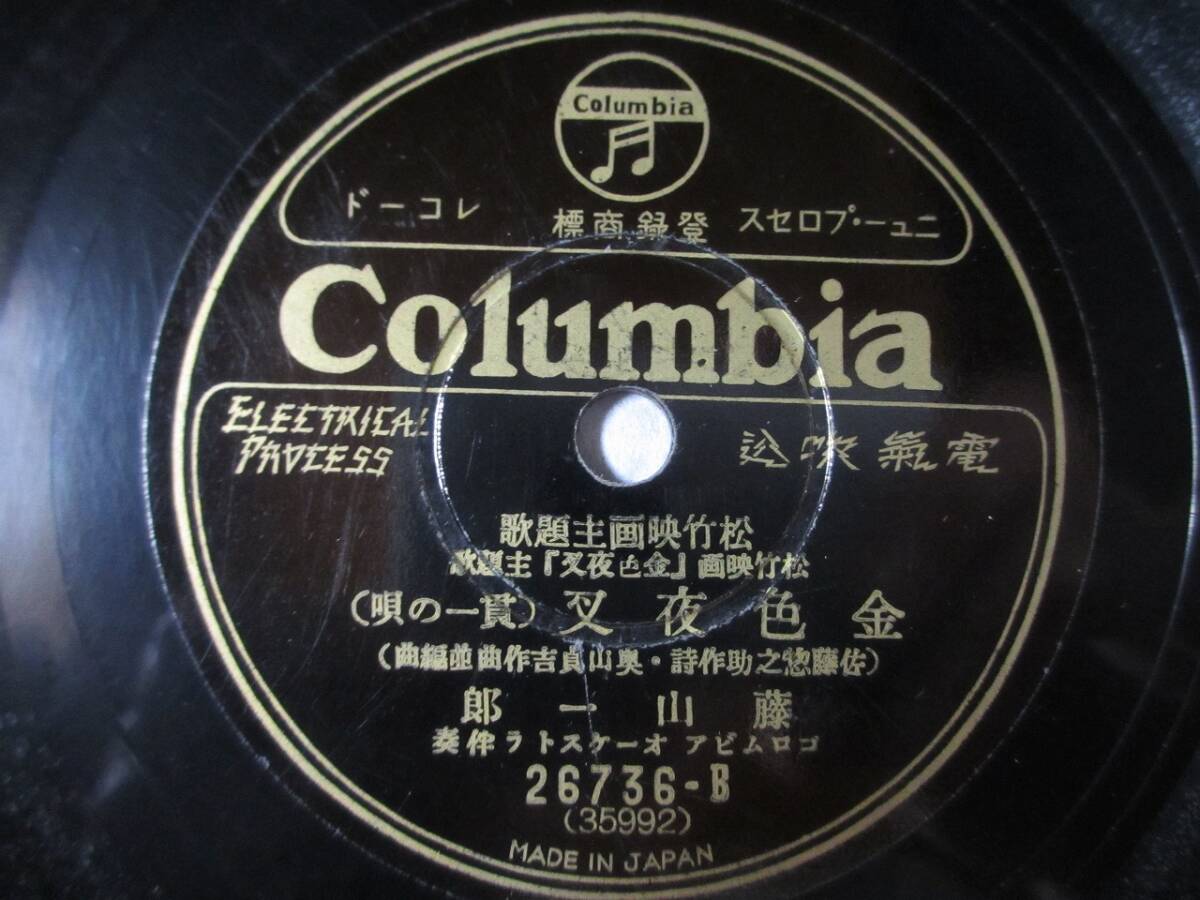 Columbia
ニュー・プロセス 登録商標 レコード
Columbia
ELECTRICAL
PROCESS
電氣吹込
松竹映画主題歌
松竹映画『金色夜叉』主題歌
金色夜叉(貫一の唄)
(佐藤惣之助作詩・奥山貞吉作曲並編曲)
藤山一郎
コロムビア オーケストラ伴奏
26736-B
(35992)
MADE IN JAPAN